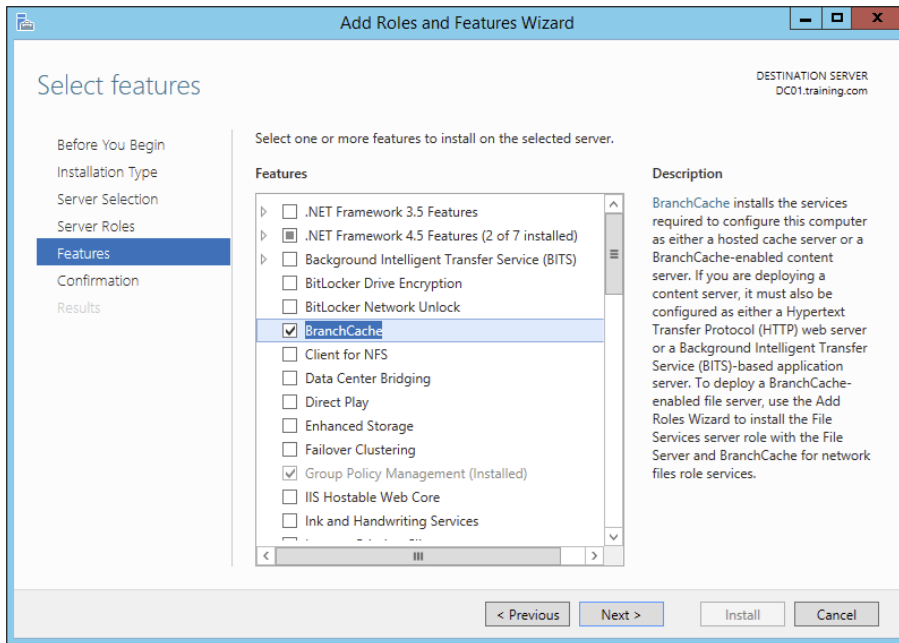 Add Roles and Features Wizard
Select features
DESTINATION SERVER
DC01.training.com
Before You Begin
Installation Type
Server Selection
Server Roles
Features
Confirmation
Results
Select one or more features to install on the selected server.
Features
.NET Framework 3.5 Features
.NET Framework 4.5 Features (2 of 7 installed)
Background Intelligent Transfer Service (BITS)
BitLocker Drive Encryption
BitLocker Network Unlock
BranchCache
Client for NFS
Data Center Bridging
Direct Play
Enhanced Storage
Failover Clustering
Group Policy Management (Installed)
IIS Hostable Web Core
Ink and Handwriting Services
Description
BranchCache installs the services
required to configure this computer
as either a hosted cache server or a
BranchCache-enabled content
server. If you are deploying a
content server, it must also be
configured as either a Hypertext
Transfer Protocol (HTTP) web server
or a Background Intelligent Transfer
Service (BITS)-based application
server. To deploy a BranchCache-
enabled file server, use the Add
Roles Wizard to install the File
Services server role with the File
Server and BranchCache for network
files role services.
< Previous
Next >
Install
Cancel